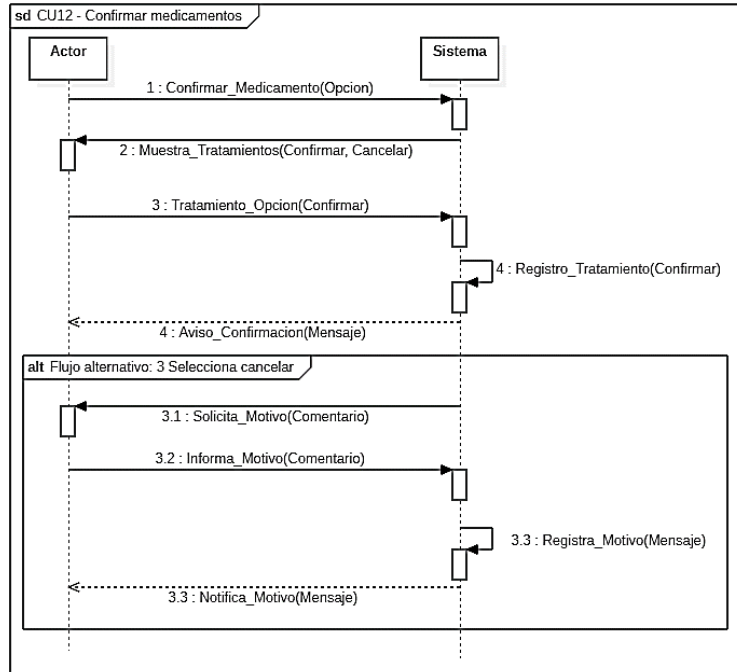 sd CU12 - Confirmar medicamentos
Actor
Sistema
1 : Confirmar_Medicamento(Opcion)
2 : Muestra_Tratamientos(Confirmar, Cancelar)
3 : Tratamiento_Opcion(Confirmar)
4 : Registro_Tratamiento(Confirmar)
4 : Aviso_Confirmacion(Mensaje)
alt Flujo alternativo: 3 Selecciona cancelar
3.1 : Solicita_Motivo(Comentario)
3.2 : Informa_Motivo(Comentario)
3.3 : Registra_Motivo(Mensaje)
3.3 : Notifica_Motivo(Mensaje)